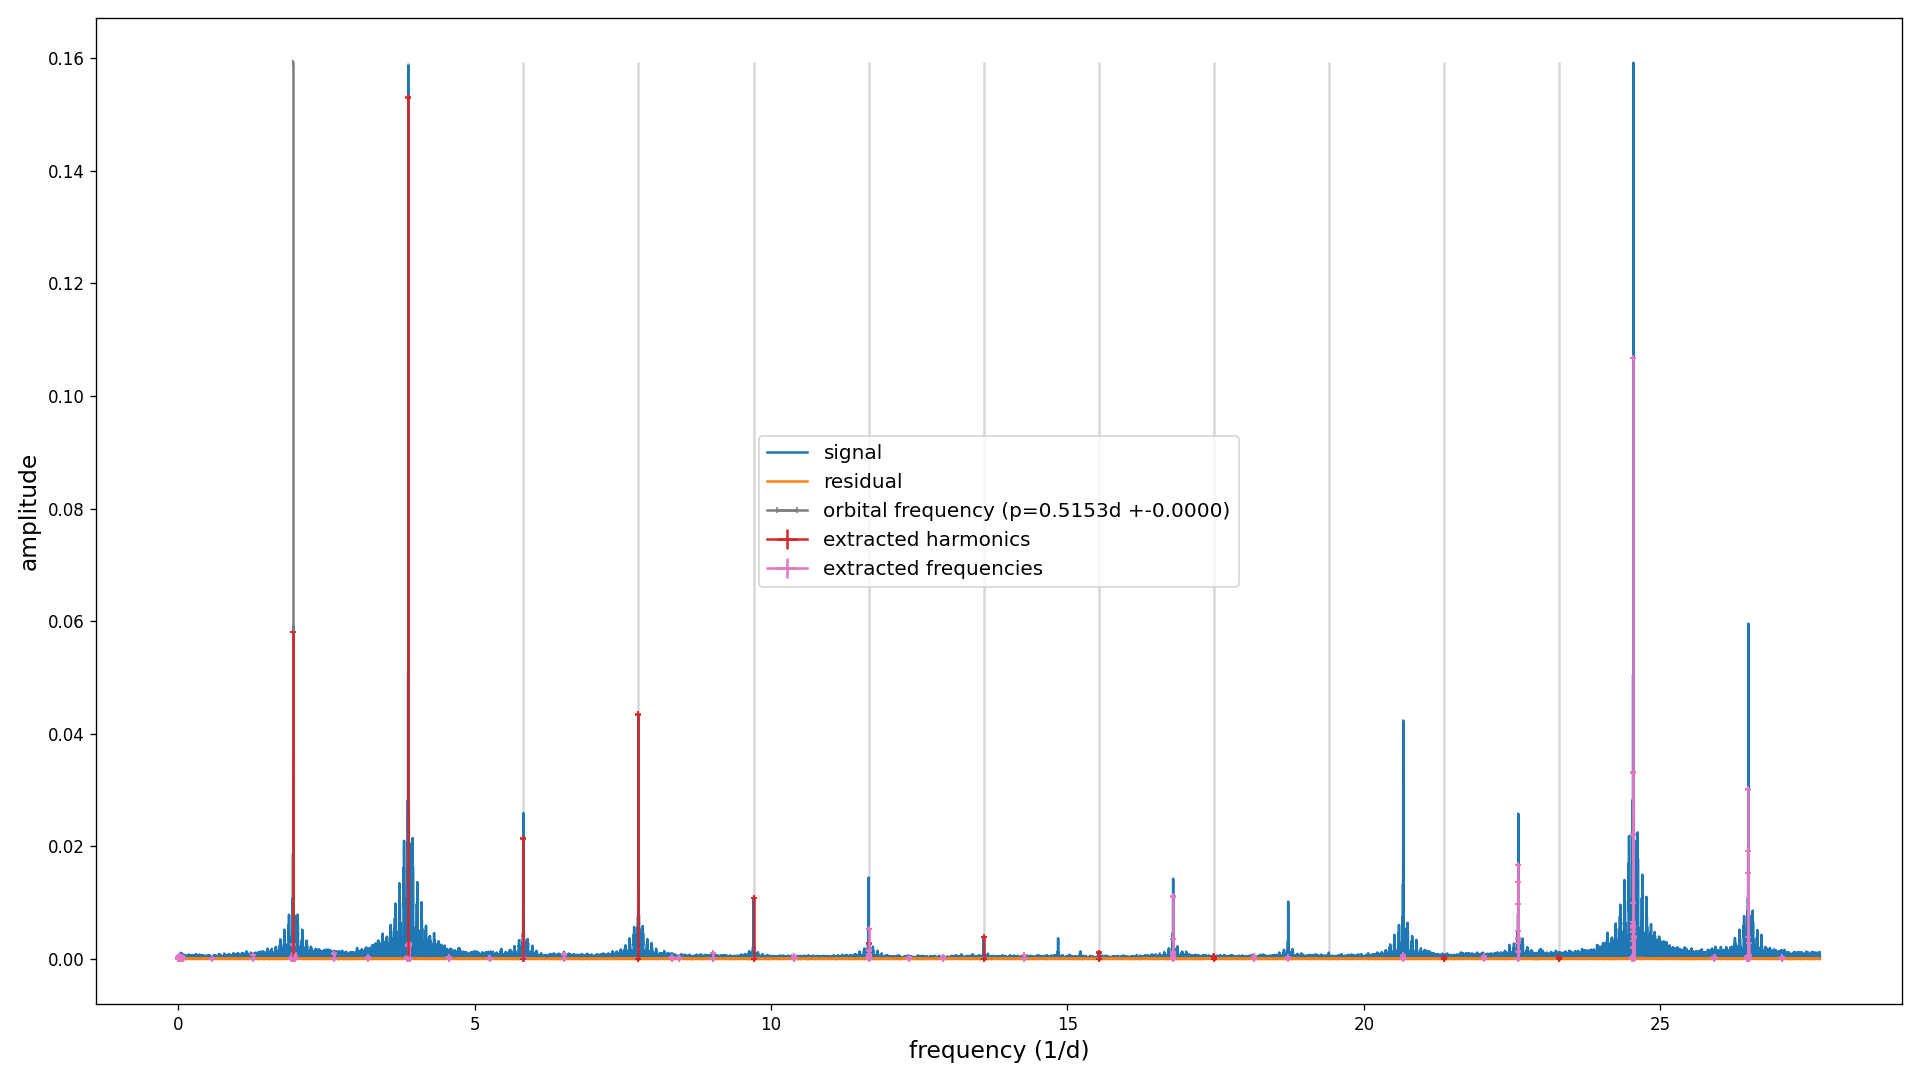 0.16
0.14
0.12
0.10
0.08
0.06
0.04
0.02
0.00
amplitude
signal
residual
orbital frequency (p=0.5153d +-0.0000)
extracted harmonics
extracted frequencies
0
5
10
15
20
25
frequency (1/d)